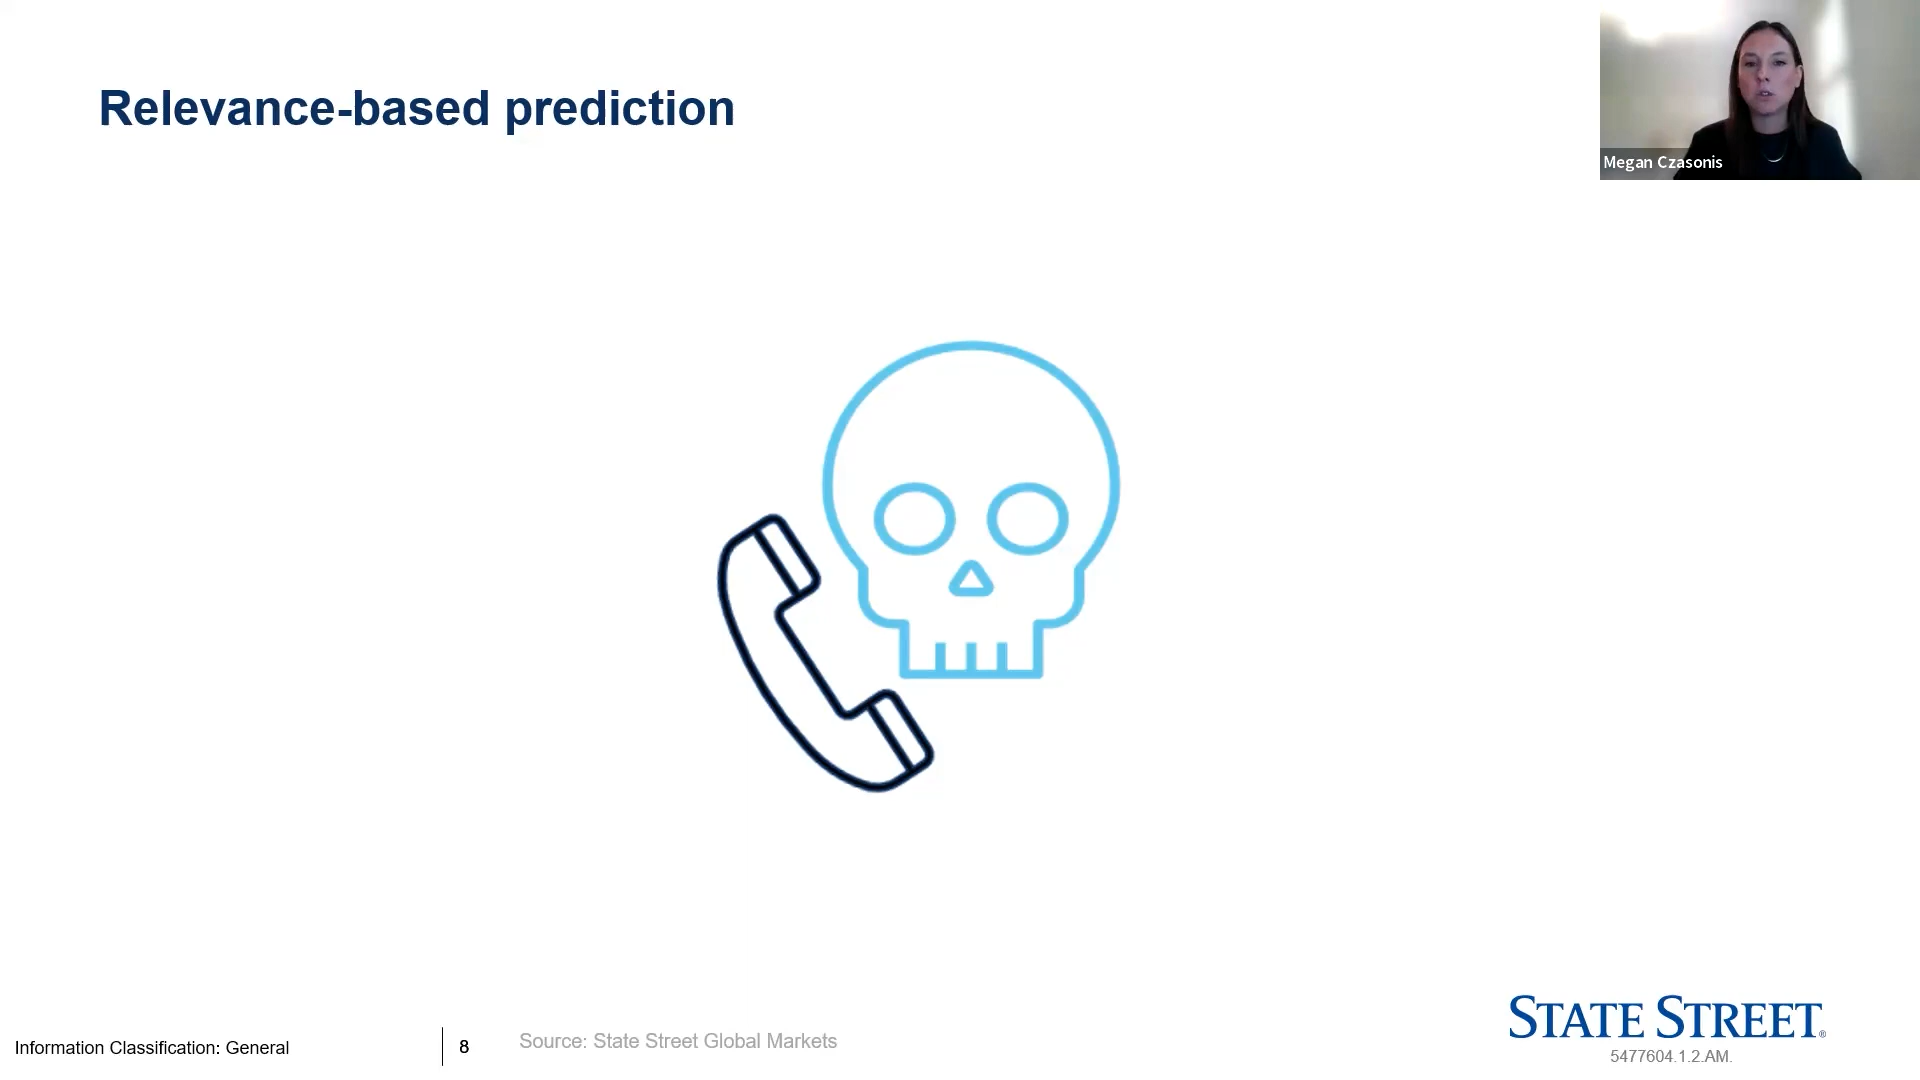 Relevance-based prediction
Megan Czasonis
Information Classification: General
8
Source: State Street Global Markets
STATE STREET®
5477604.1.2.AM.